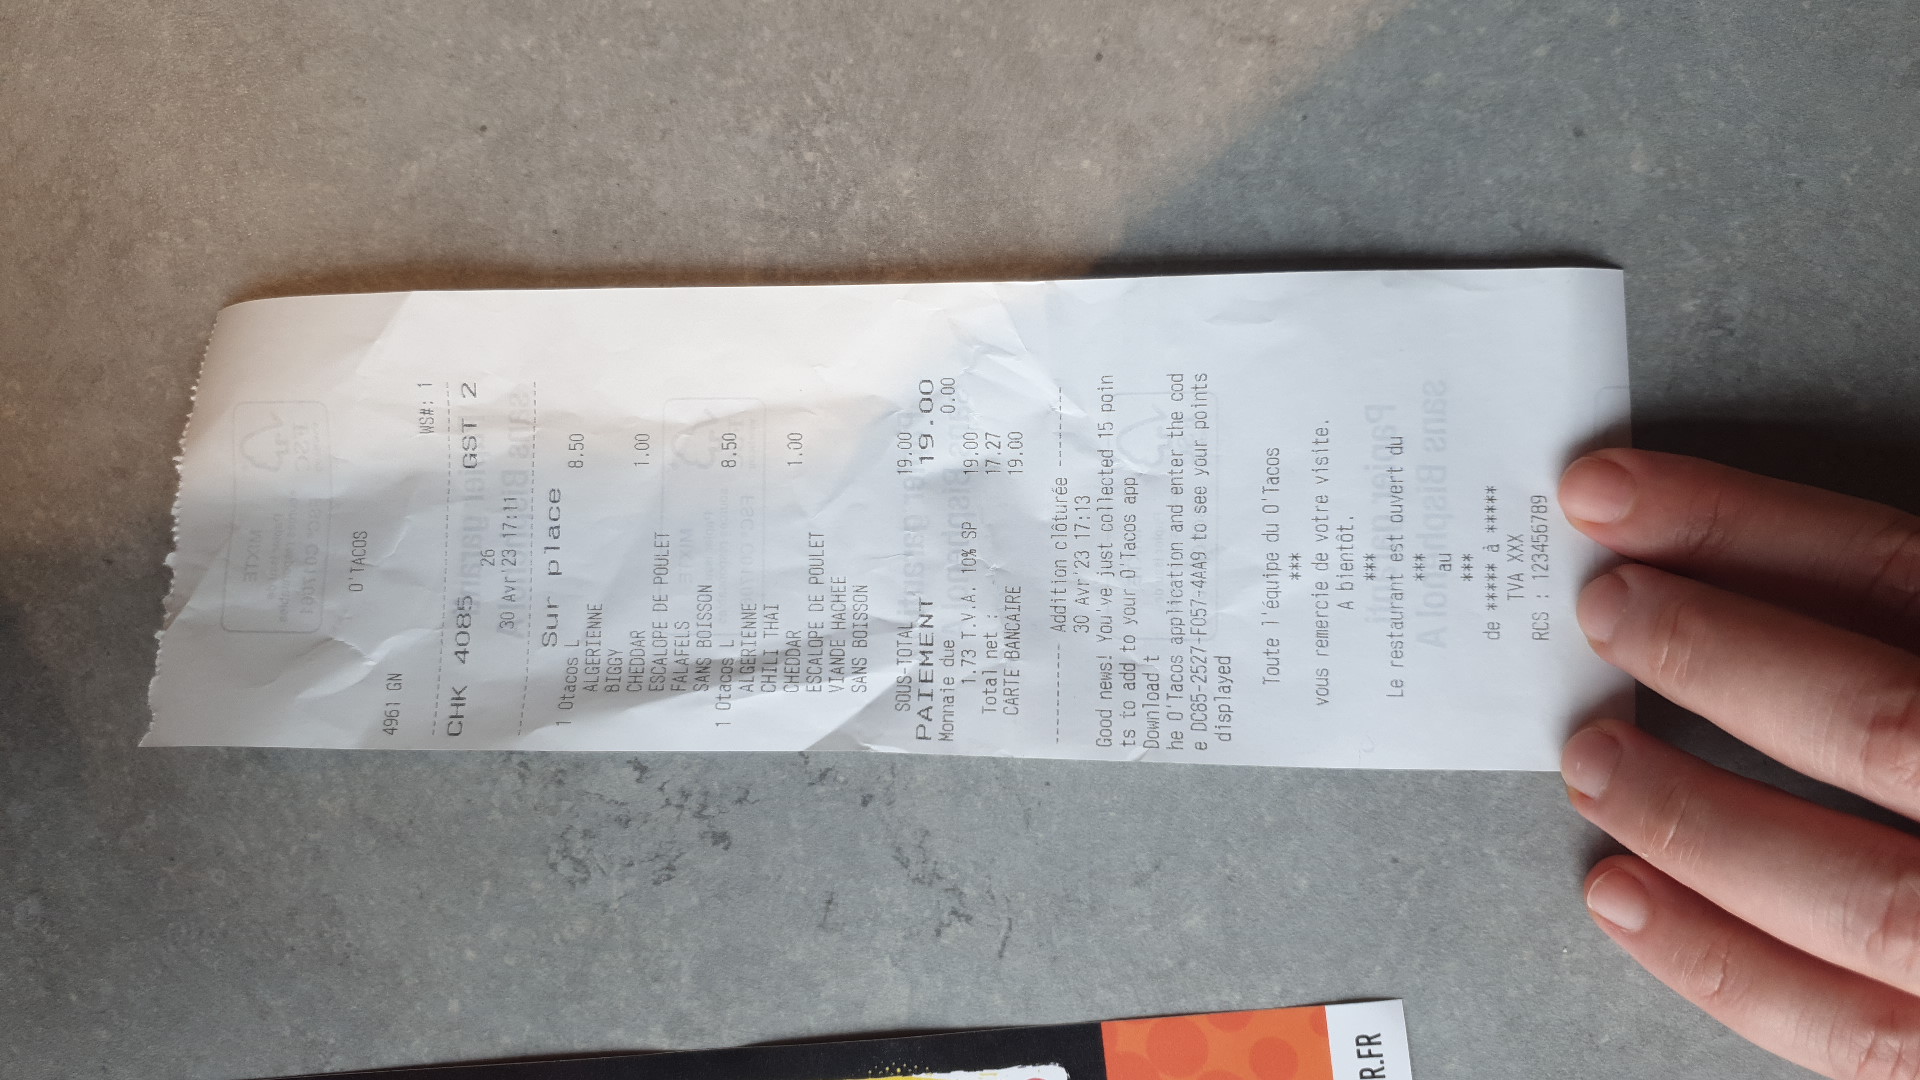 O'TACOS
4961 GN
WS#: 1
CHK 4085 GST 2
26
30 Avr'23 17:11
Sur place
1 Otacos L 8.50
ALGERIENNE
BIGGY
CHEDDAR 1.00
ESCALOPE DE POULET
FALAFELS
SANS BOISSON
1 Otacos L 8.50
ALGERIENNE
CHILI THAI
CHEDDAR 1.00
ESCALOPE DE POULET
VIANDE HACHEE
SANS BOISSON
SOUS-TOTAL 19.00
PAIEMENT 19.00
Monnaie due 0.00
1.73 T.V.A. 10% SP 19.00
Total net : 17.27
CARTE BANCAIRE 19.00
------- Addition clôturée -------
30 Avr'23 17:13
Good news! You've just collected 15 poin
ts to add to your O'Tacos app
Download t
he O'Tacos application and enter the cod
e DC85-2527-F057-4AA9 to see your points
displayed
Toute l'équipe du O'Tacos
***
vous remercie de votre visite.
A bientôt.
***
Le restaurant est ouvert du
***
au
***
de ***** à *****
TVA XXX
RCS : 123456789
R.FR